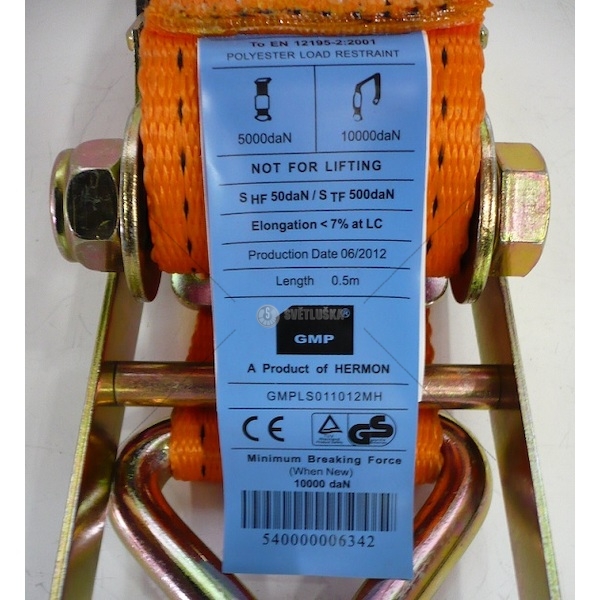 To EN 12195-2:2001
POLYESTER LOAD RESTRAINT
5000daN 10000daN
NOT FOR LIFTING
S HF 50daN / S TF 500daN
Elongation < 7% at LC
Production Date 06/2012
Length 0.5m
SVĚTLUŠKA ®
GMP
A Product of HERMON
GMPLS011012MH
CE GS
Minimum Breaking Force
(When New)
10000 daN
540000006342